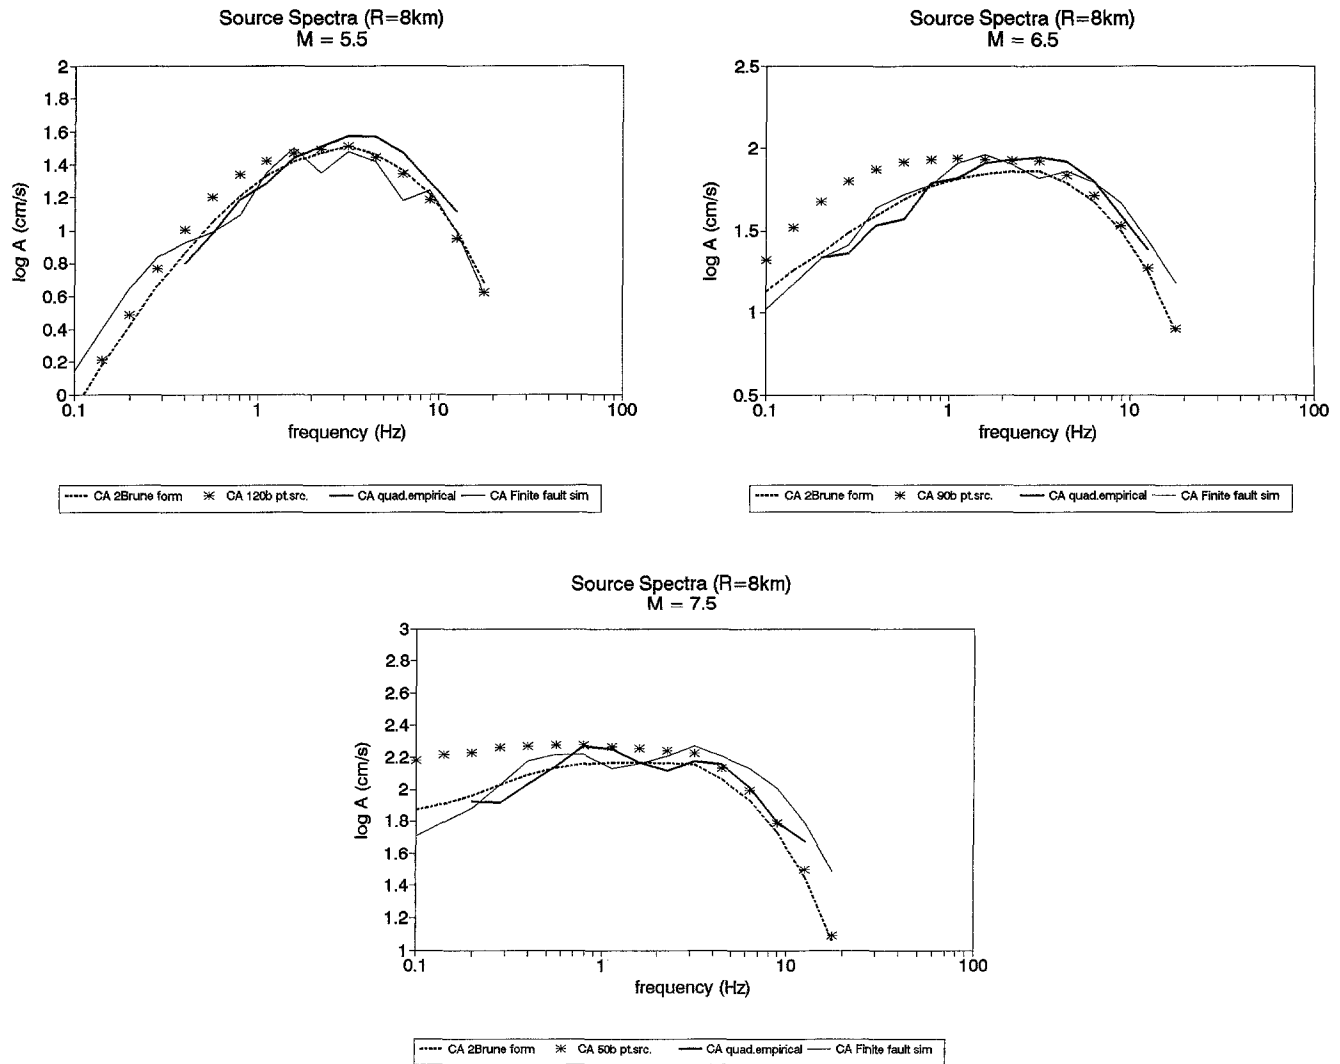 Source Spectra (R=8km)
M = 5.5
2
1.8
1.6
1.4
1.2
1
0.8
0.6
0.4
0.2
0
log A (cm/s)
0.1
1
10
100
frequency (Hz)
CA 2Brune form CA 120b pt.src. CA quad.empirical CA Finite fault sim
Source Spectra (R=8km)
M = 6.5
2.5
2
1.5
1
0.5
log A (cm/s)
0.1
1
10
100
frequency (Hz)
CA 2Brune form CA 90b pt.src. CA quad.empirical CA Finite fault sim
Source Spectra (R=8km)
M = 7.5
3
2.8
2.6
2.4
2.2
2
1.8
1.6
1.4
1.2
1
log A (cm/s)
0.1
1
10
100
frequency (Hz)
CA 2Brune form CA 50b pt.src. CA quad.empirical CA Finite fault sim